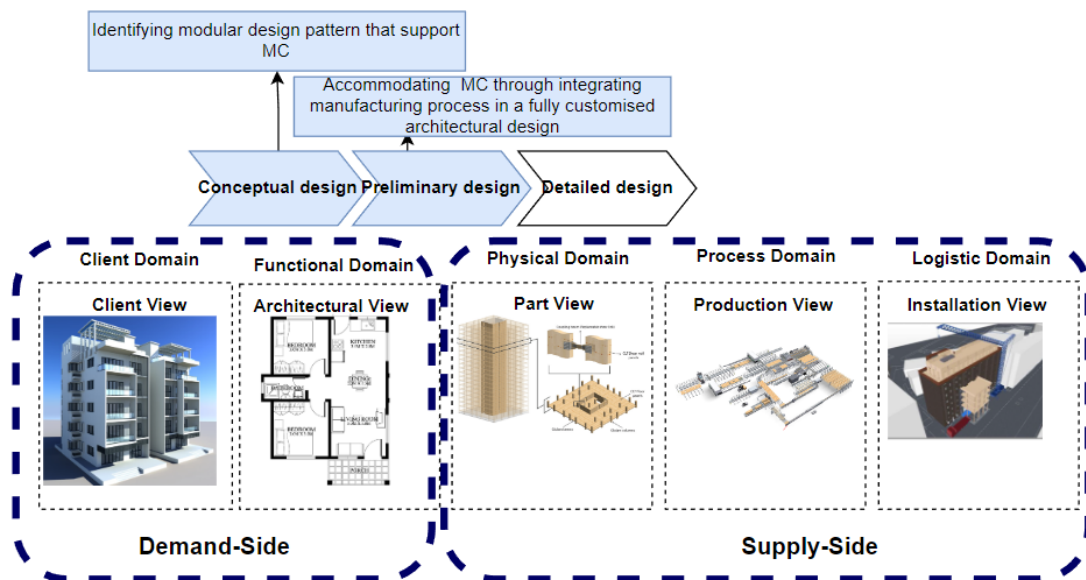 Identifying modular design pattern that support
MC
Accommodating MC through integrating
manufacturing process in a fully customised
architectural design
Conceptual design
Preliminary design
Detailed design
Client Domain
Functional Domain
Physical Domain
Process Domain
Logistic Domain
Client View
Architectural View
Part View
Production View
Installation View
BEDROOM
KITCHEN
DINING
BEDROOM
PORCH
Demand-Side
Supply-Side